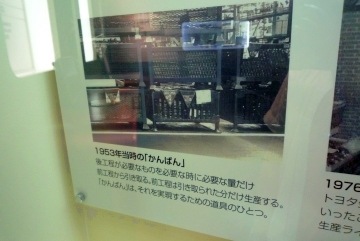 1953年当時の「かんばん」
後工程が必要なものを必要な時に必要な量だけ
前工程から引き取る。前工程は引き取られた分だけ生産する。
「かんばん」は、それを実現するための道具のひとつ。
1976
トヨタ
いった
生産ライ